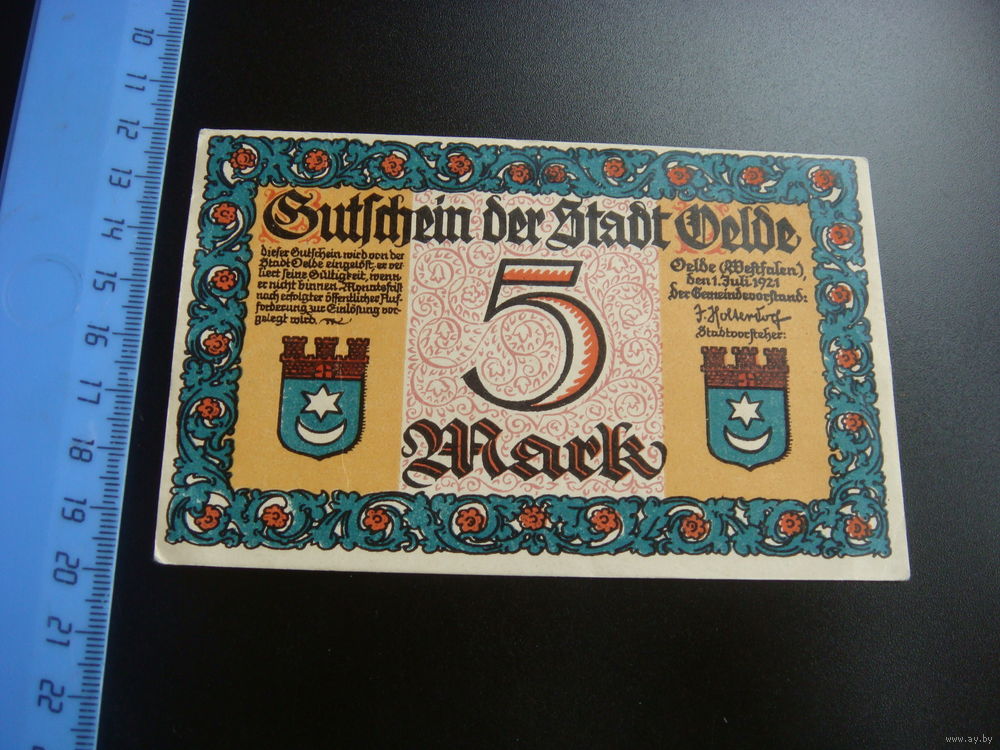 10
11
12
13
14
15
16
17
18
19
20
21
22
Gutschein der Stadt Oelde
dieser Gutschein wird von der
Stadt Oelde eingelöst, er ver-
liert seine Gültigkeit, wenn
er nicht binnen Monatsfrist
nach erfolgter öffentlicher Auf-
forderung zur Einlösung vor-
gelegt wird.
5
Mark
Oelde (Westfalen),
den 1. Juli 1921
der Gemeindevorstand:
F. Holtendorf
Stadtvorsteher:
www.ay.by